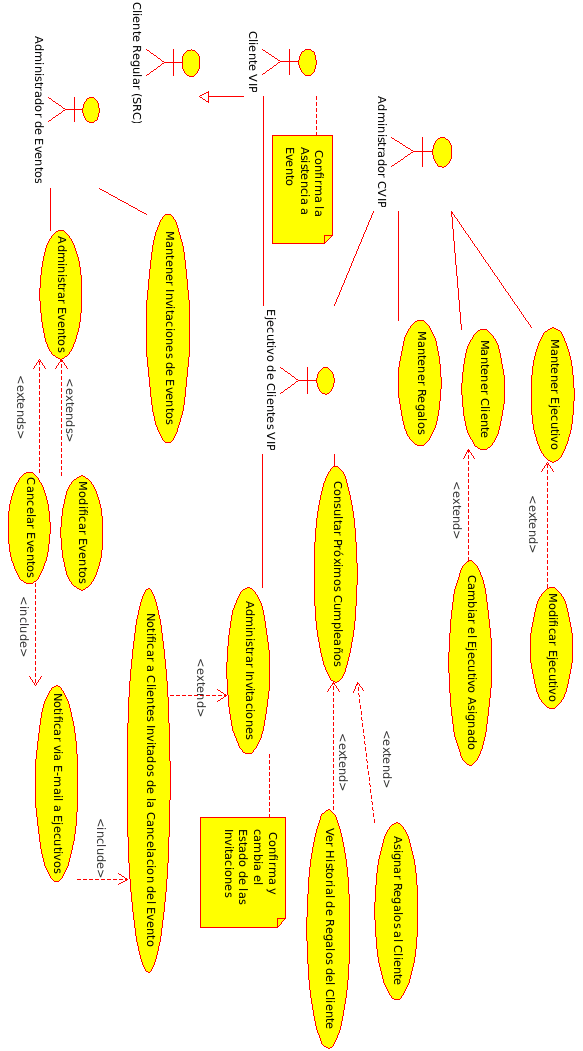 Administrador CVIP
Mantener Ejecutivo
<extend>
Modificar Ejecutivo
Mantener Cliente
<extend>
Cambiar el Ejecutivo Asignado
Mantener Regalos
Cliente VIP
Confirma la
Asistencia a
Evento
Ejecutivo de Clientes VIP
Consultar Próximos Cumpleaños
<extend>
Asignar Regalos al Cliente
<extend>
Ver Historial de Regalos del Cliente
Administrar Invitaciones
Confirma y
cambia el
Estado de las
Invitaciones
Cliente Regular (SRC)
Mantener Invitaciones de Eventos
<extend>
Notificar a Clientes Invitados de la Cancelacion del Evento
Administrador de Eventos
Administrar Eventos
<extends>
Modificar Eventos
<extends>
Cancelar Eventos
<include>
Notificar via E-mail a Ejecutivos
<include>